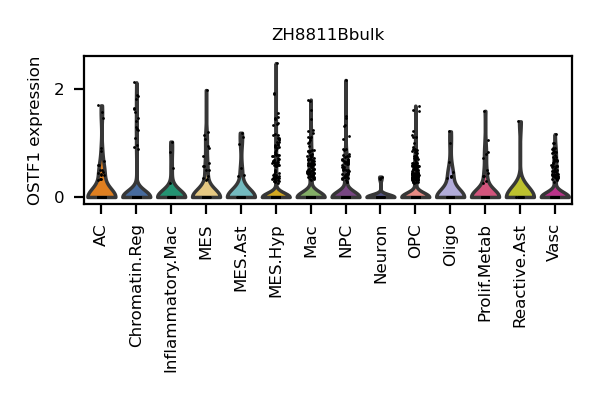 ZH8811Bbulk
OSTF1 expression
2
0
AC
Chromatin.Reg
Inflammatory.Mac
MES
MES.Ast
MES.Hyp
Mac
NPC
Neuron
OPC
Oligo
Prolif.Metab
Reactive.Ast
Vasc